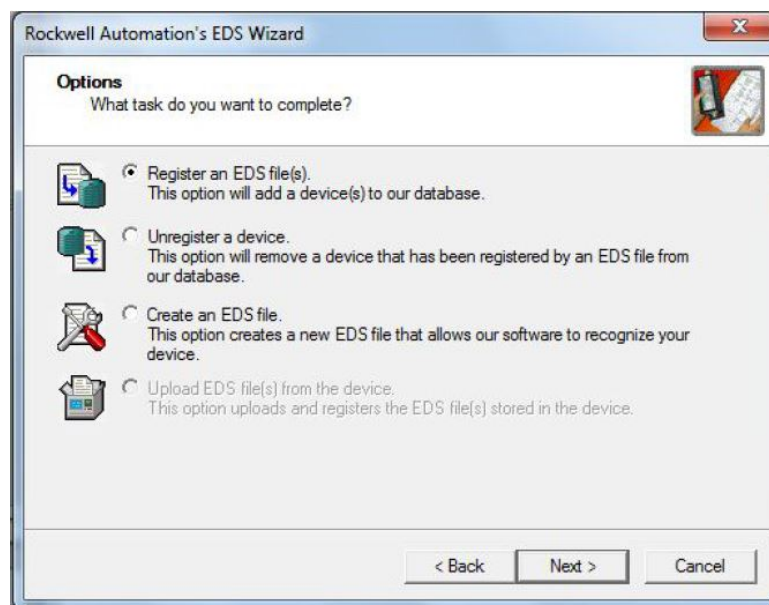 Rockwell Automation's EDS Wizard
Options
What task do you want to complete?
Register an EDS file(s).
This option will add a device(s) to our database.
Unregister a device.
This option will remove a device that has been registered by an EDS file from
our database.
Create an EDS file.
This option creates a new EDS file that allows our software to recognize your
device.
Upload EDS file(s) from the device.
This option uploads and registers the EDS file(s) stored in the device.
< Back
Next >
Cancel